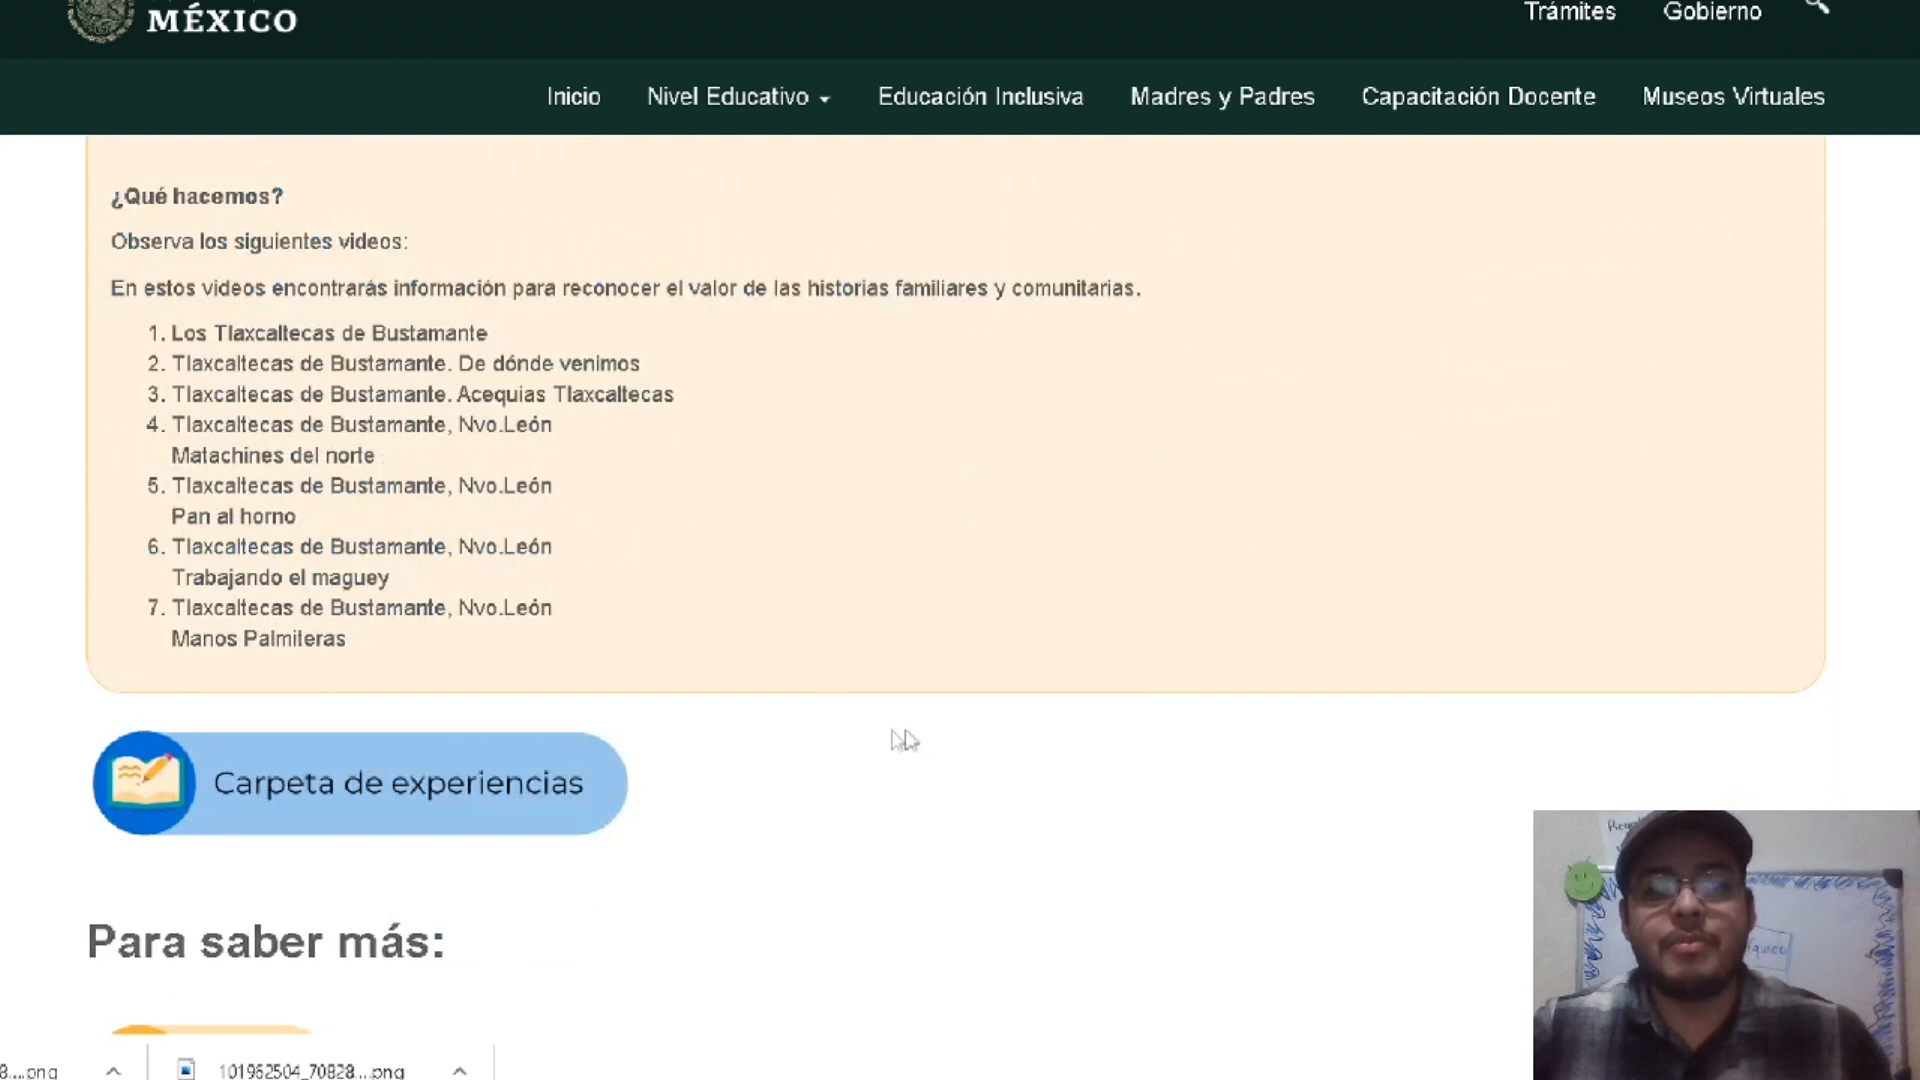 MÉXICO
Trámites Gobierno
Inicio Nivel Educativo Educación Inclusiva Madres y Padres Capacitación Docente Museos Virtuales
¿Qué hacemos?
Observa los siguientes videos:
En estos videos encontrarás información para reconocer el valor de las historias familiares y comunitarias.
1. Los Tlaxcaltecas de Bustamante
2. Tlaxcaltecas de Bustamante. De dónde venimos
3. Tlaxcaltecas de Bustamante. Acequias Tlaxcaltecas
4. Tlaxcaltecas de Bustamante, Nvo.León
Matachines del norte
5. Tlaxcaltecas de Bustamante, Nvo.León
Pan al horno
6. Tlaxcaltecas de Bustamante, Nvo.León
Trabajando el maguey
7. Tlaxcaltecas de Bustamante, Nvo.León
Manos Palmiteras
Carpeta de experiencias
Para saber más:
8....png 101962504_70828....png